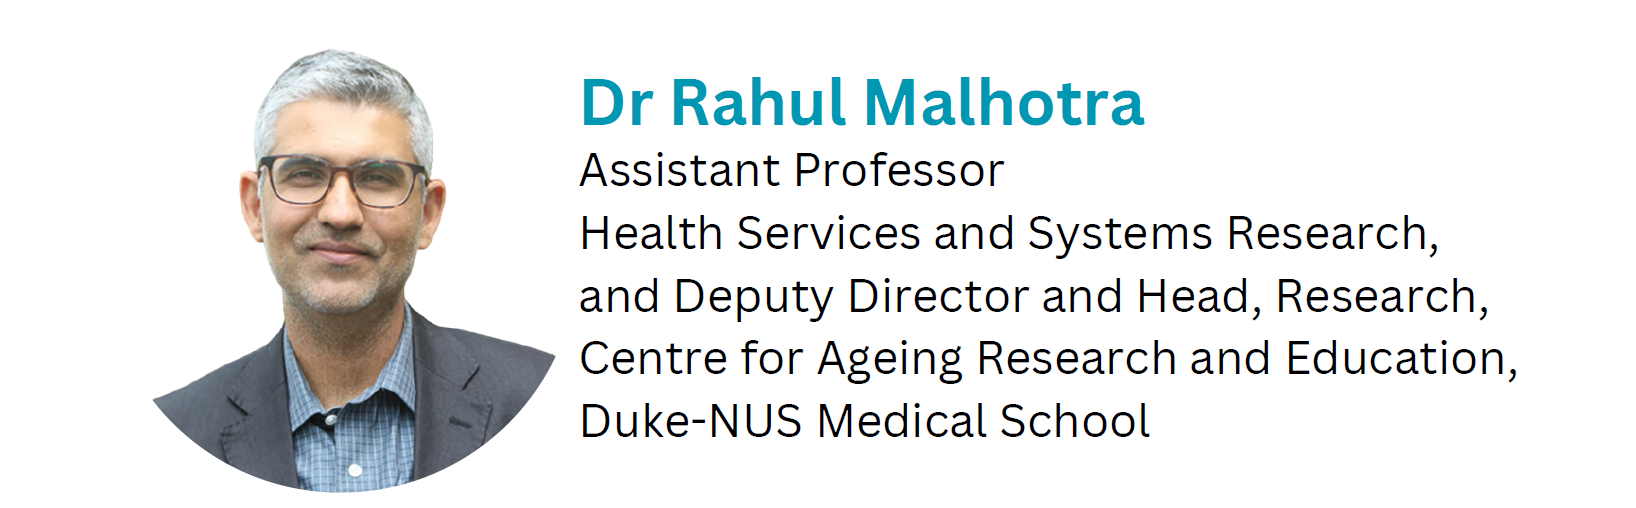 Dr Rahul Malhotra
Assistant Professor
Health Services and Systems Research,
and Deputy Director and Head, Research,
Centre for Ageing Research and Education,
Duke-NUS Medical School